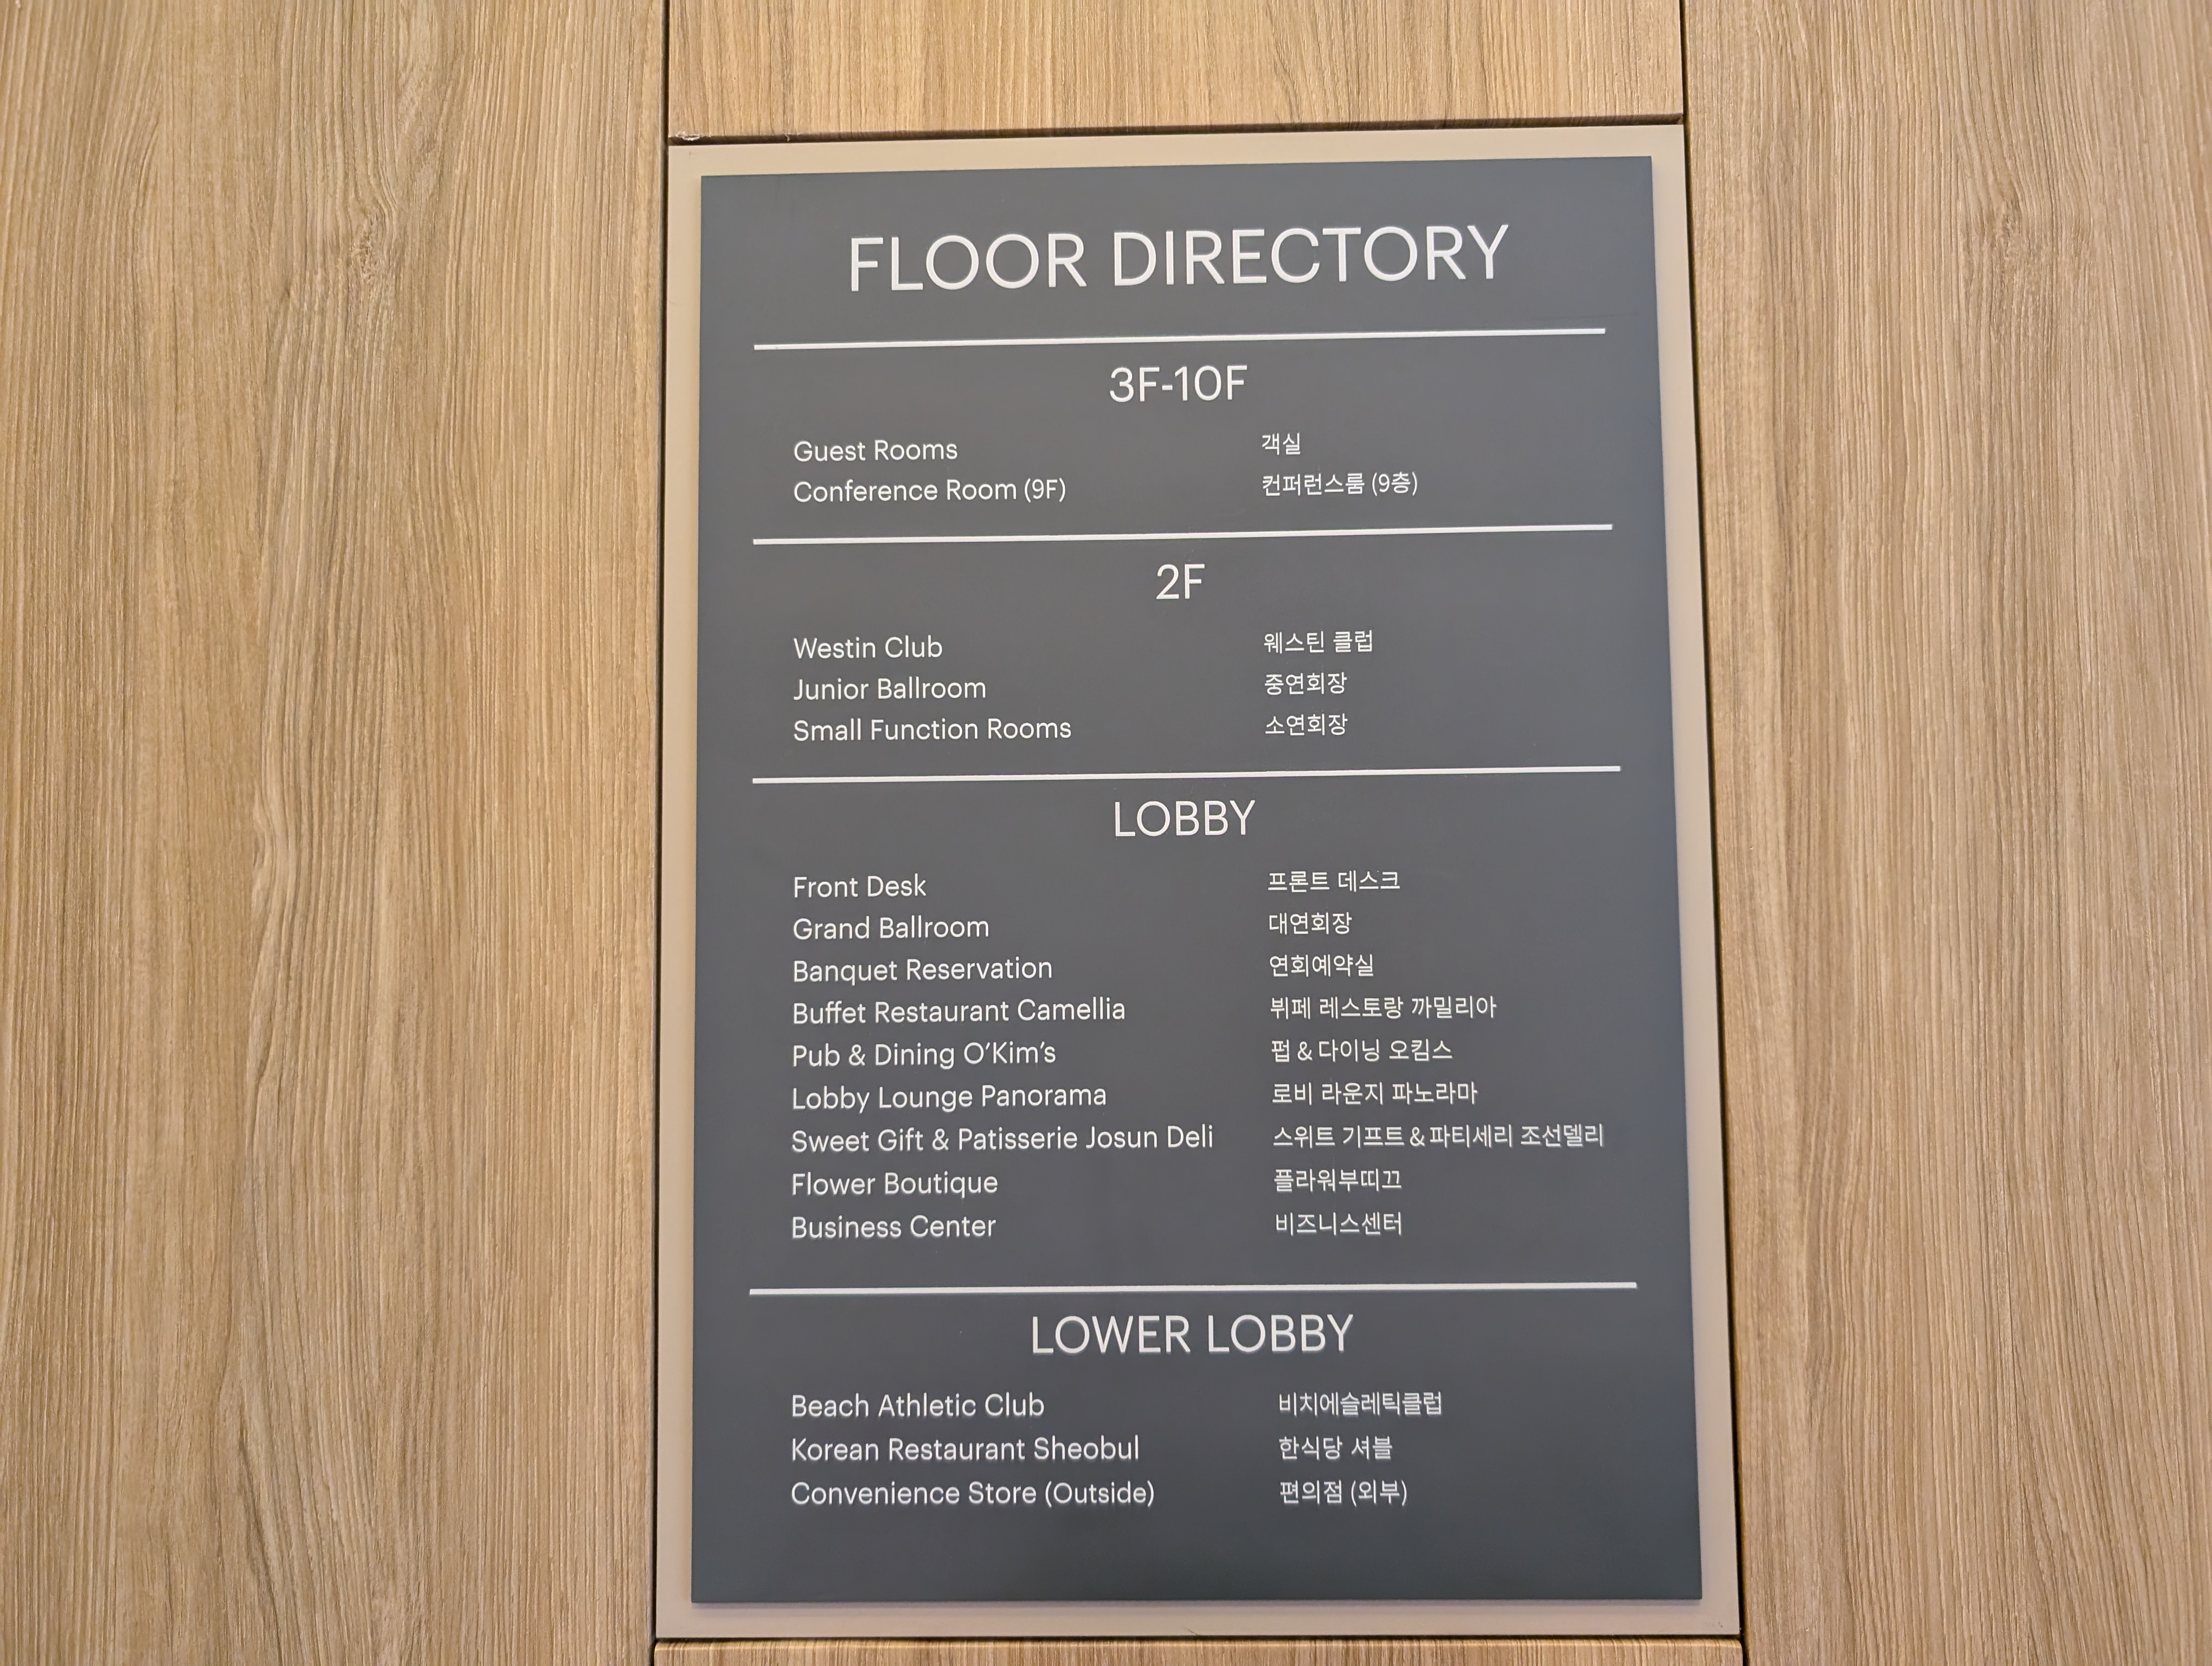 FLOOR DIRECTORY
3F-10F
Guest Rooms 객실
Conference Room (9F) 컨퍼런스룸 (9층)
2F
Westin Club 웨스틴 클럽
Junior Ballroom 중연회장
Small Function Rooms 소연회장
LOBBY
Front Desk 프론트 데스크
Grand Ballroom 대연회장
Banquet Reservation 연회예약실
Buffet Restaurant Camellia 뷔페 레스토랑 까밀리아
Pub & Dining O’Kim’s 펍 & 다이닝 오킴스
Lobby Lounge Panorama 로비 라운지 파노라마
Sweet Gift & Patisserie Josun Deli 스위트 기프트 & 파티세리 조선델리
Flower Boutique 플라워부띠끄
Business Center 비즈니스센터
LOWER LOBBY
Beach Athletic Club 비치에슬레틱클럽
Korean Restaurant Sheobul 한식당 셔블
Convenience Store (Outside) 편의점 (외부)